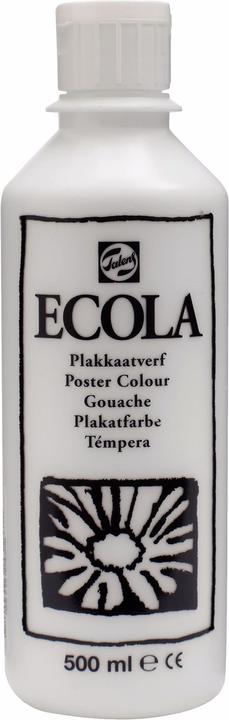 Talens
ECOLA
Plakkaatverf
Poster Colour
Gouache
Plakatfarbe
Témpera
500 ml ℮ CE